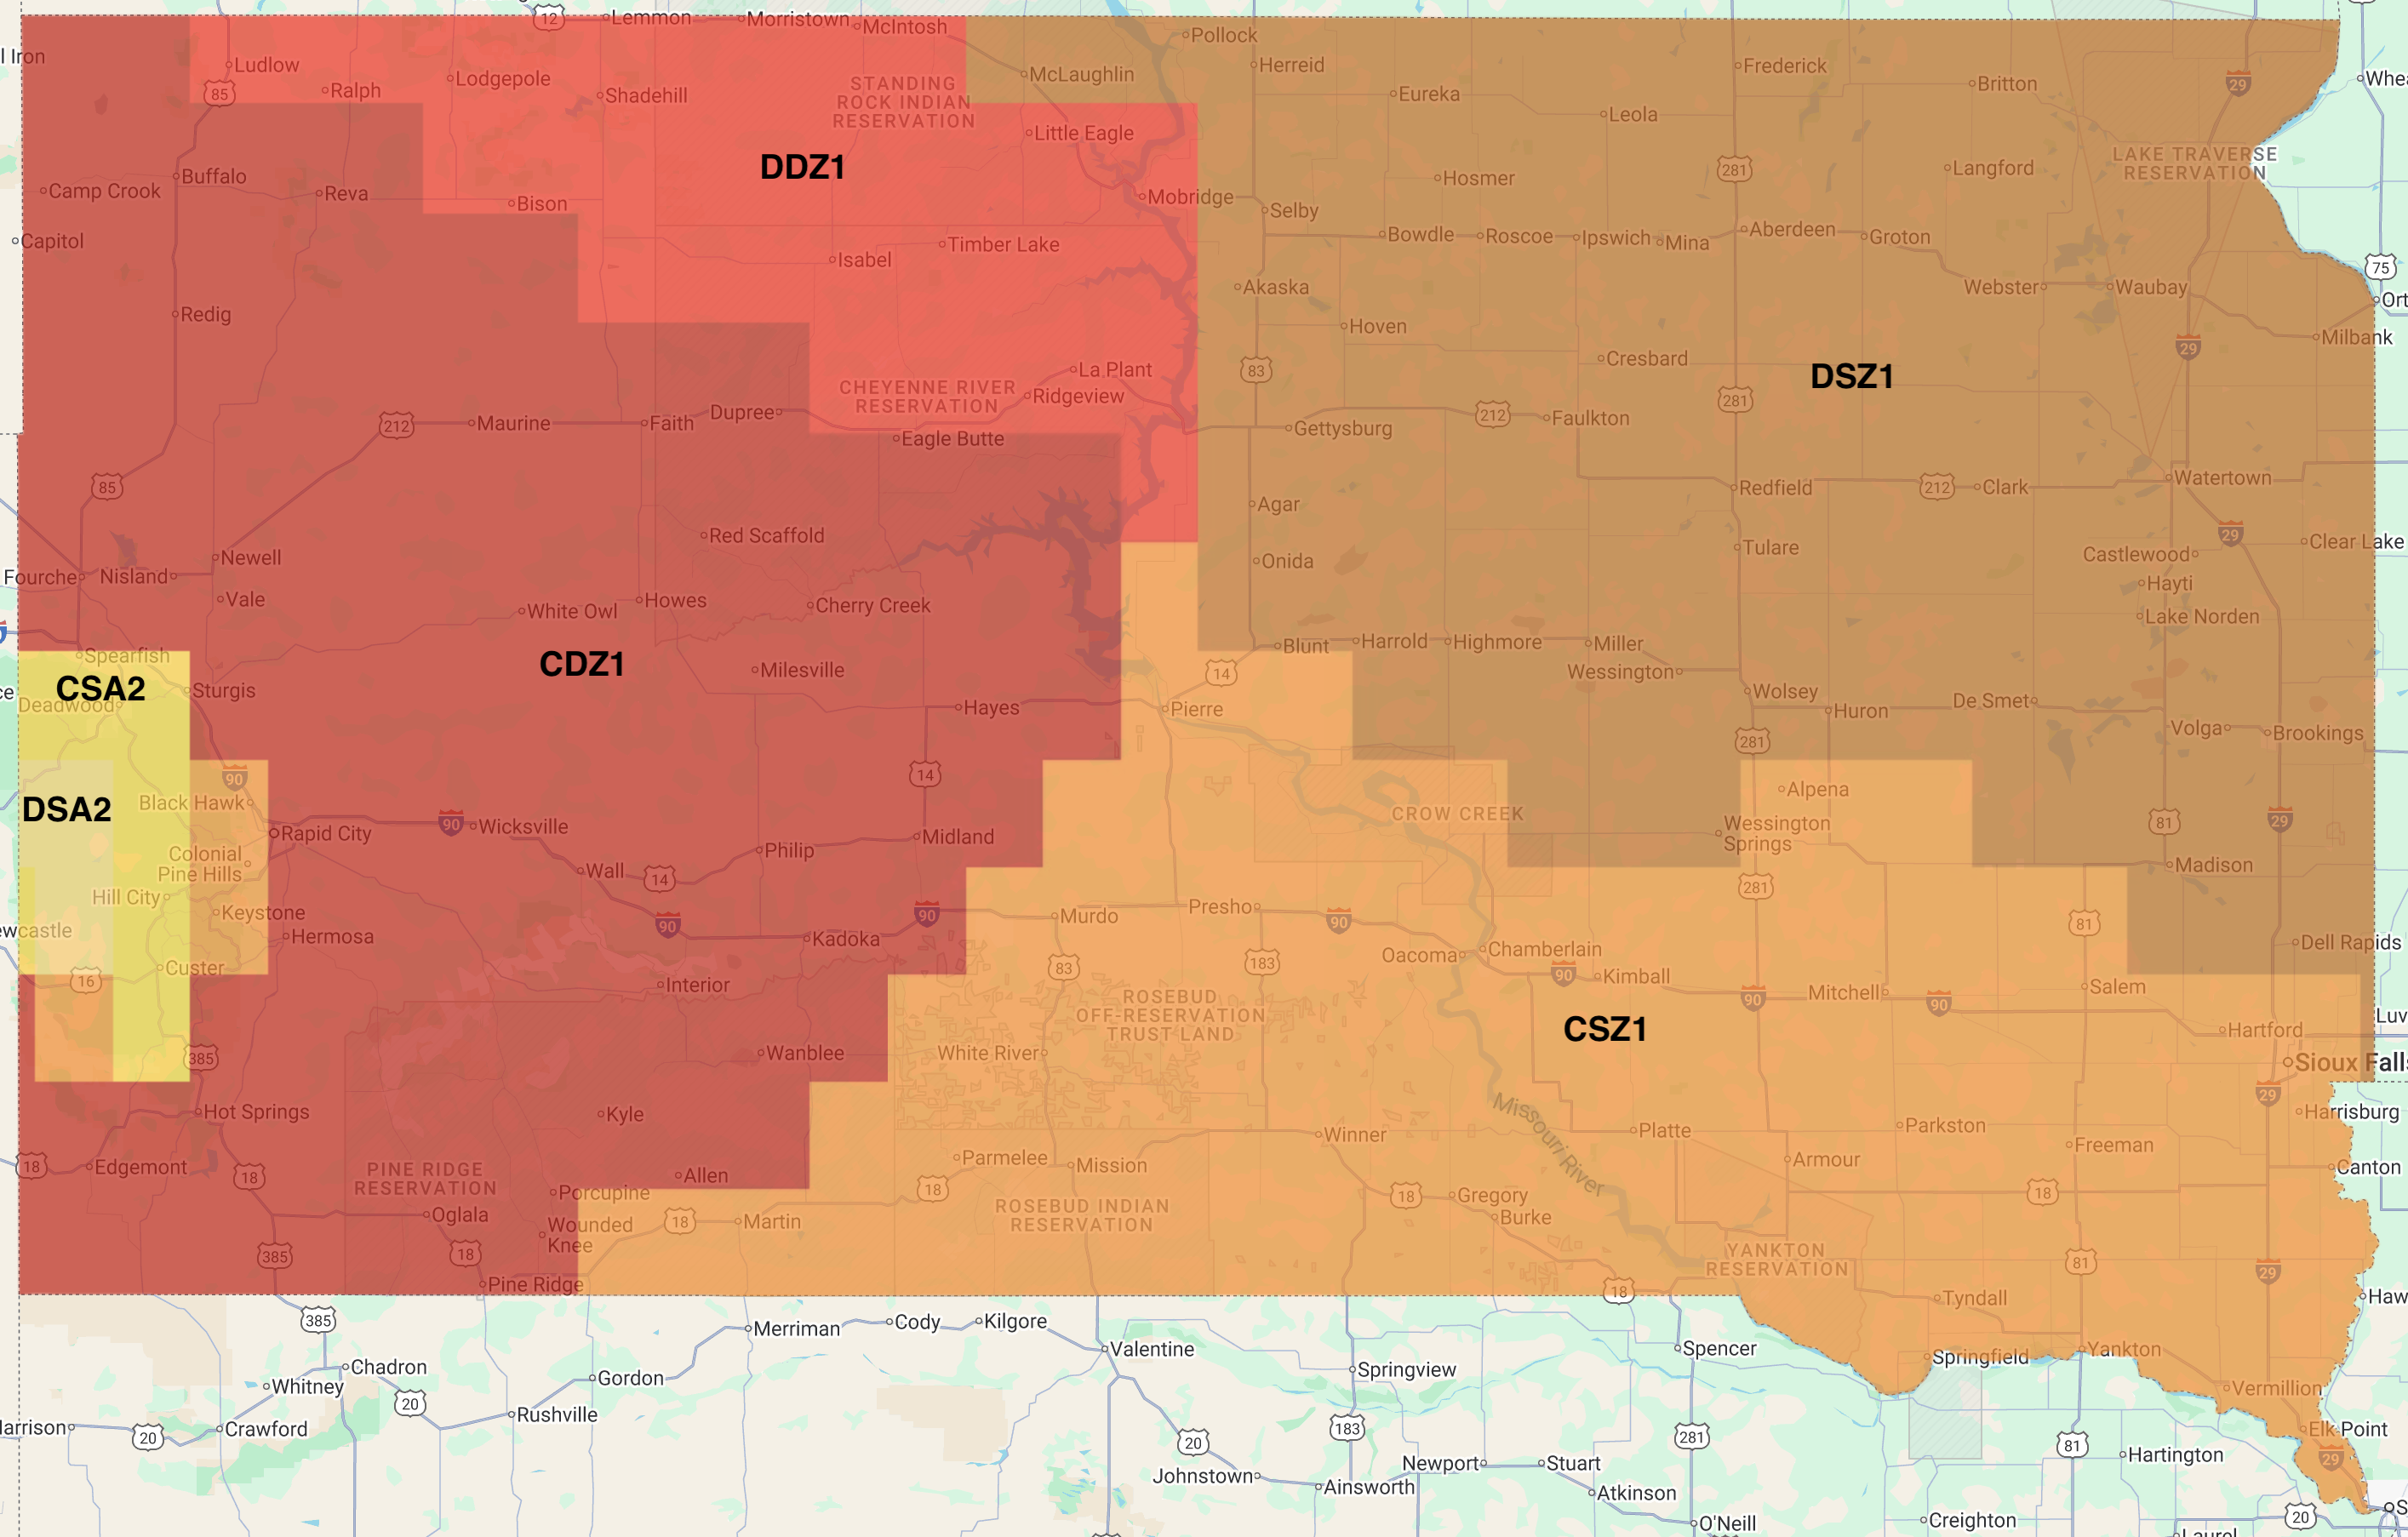 12
Lemmon
Morristown
McIntosh
Pollock
l Iron
Ludlow
Lodgepole
McLaughlin
Herreid
Frederick
Britton
29
Whea
85
Ralph
Shadehill
STANDING
ROCK INDIAN
RESERVATION
Eureka
Leola
Little Eagle
DDZ1
281
Langford
LAKE TRAVERSE
RESERVATION
Camp Crook
Buffalo
Reva
Bison
Mobridge
Hosmer
Selby
Capitol
Timber Lake
Isabel
Bowdle
Roscoe
Ipswich
Mina
Aberdeen
Groton
75
Akaska
Webster
Waubay
Ort
Redig
Hoven
Milbank
29
Cresbard
La Plant
83
DSZ1
CHEYENNE RIVER
RESERVATION
Ridgeview
281
212
Maurine
Faith
Dupree
212
Faulkton
Eagle Butte
Gettysburg
85
Agar
Redfield
212
Clark
Watertown
Red Scaffold
29
Clear Lake
Newell
Onida
Tulare
Castlewood
Fourche
Nisland
Hayti
Vale
White Owl
Howes
Cherry Creek
Lake Norden
Spearfish
Blunt
Harrold
Highmore
Miller
CSA2
CDZ1
Milesville
14
Wessington
Sturgis
Wolsey
ce
Deadwood
Hayes
Pierre
Huron
De Smet
Volga
Brookings
281
90
14
Alpena
DSA2
Black Hawk
CROW CREEK
Rapid City
90
Wicksville
Midland
Wessington
Springs
81
29
Colonial
Pine Hills
Philip
Wall
14
Madison
Hill City
281
Keystone
90
90
Murdo
Presho
90
81
ewcastle
Hermosa
Kadoka
Oacoma
Chamberlain
Dell Rapids
Custer
83
183
90
Kimball
16
Interior
Mitchell
90
90
Salem
ROSEBUD
OFF-RESERVATION
TRUST LAND
CSZ1
Luv
Hartford
385
Wanblee
White River
Sioux Falls
29
Hot Springs
Kyle
Missouri River
Harrisburg
Winner
Platte
Parkston
Freeman
18
Edgemont
18
PINE RIDGE
RESERVATION
Allen
Parmelee
Mission
Armour
Canton
Porcupine
18
18
Gregory
18
Oglala
Wounded
Knee
18
Martin
ROSEBUD INDIAN
RESERVATION
Burke
385
18
YANKTON
RESERVATION
81
29
Pine Ridge
18
Tyndall
Haw
385
Merriman
Cody
Kilgore
Valentine
Spencer
Springfield
Yankton
Chadron
Springview
Whitney
20
Gordon
Vermillion
Rushville
Harrison
20
Crawford
20
183
281
81
Elk Point
29
Hartington
Johnstown
Newport
Stuart
Ainsworth
Atkinson
O'Neill
Creighton
20
Laurel
S